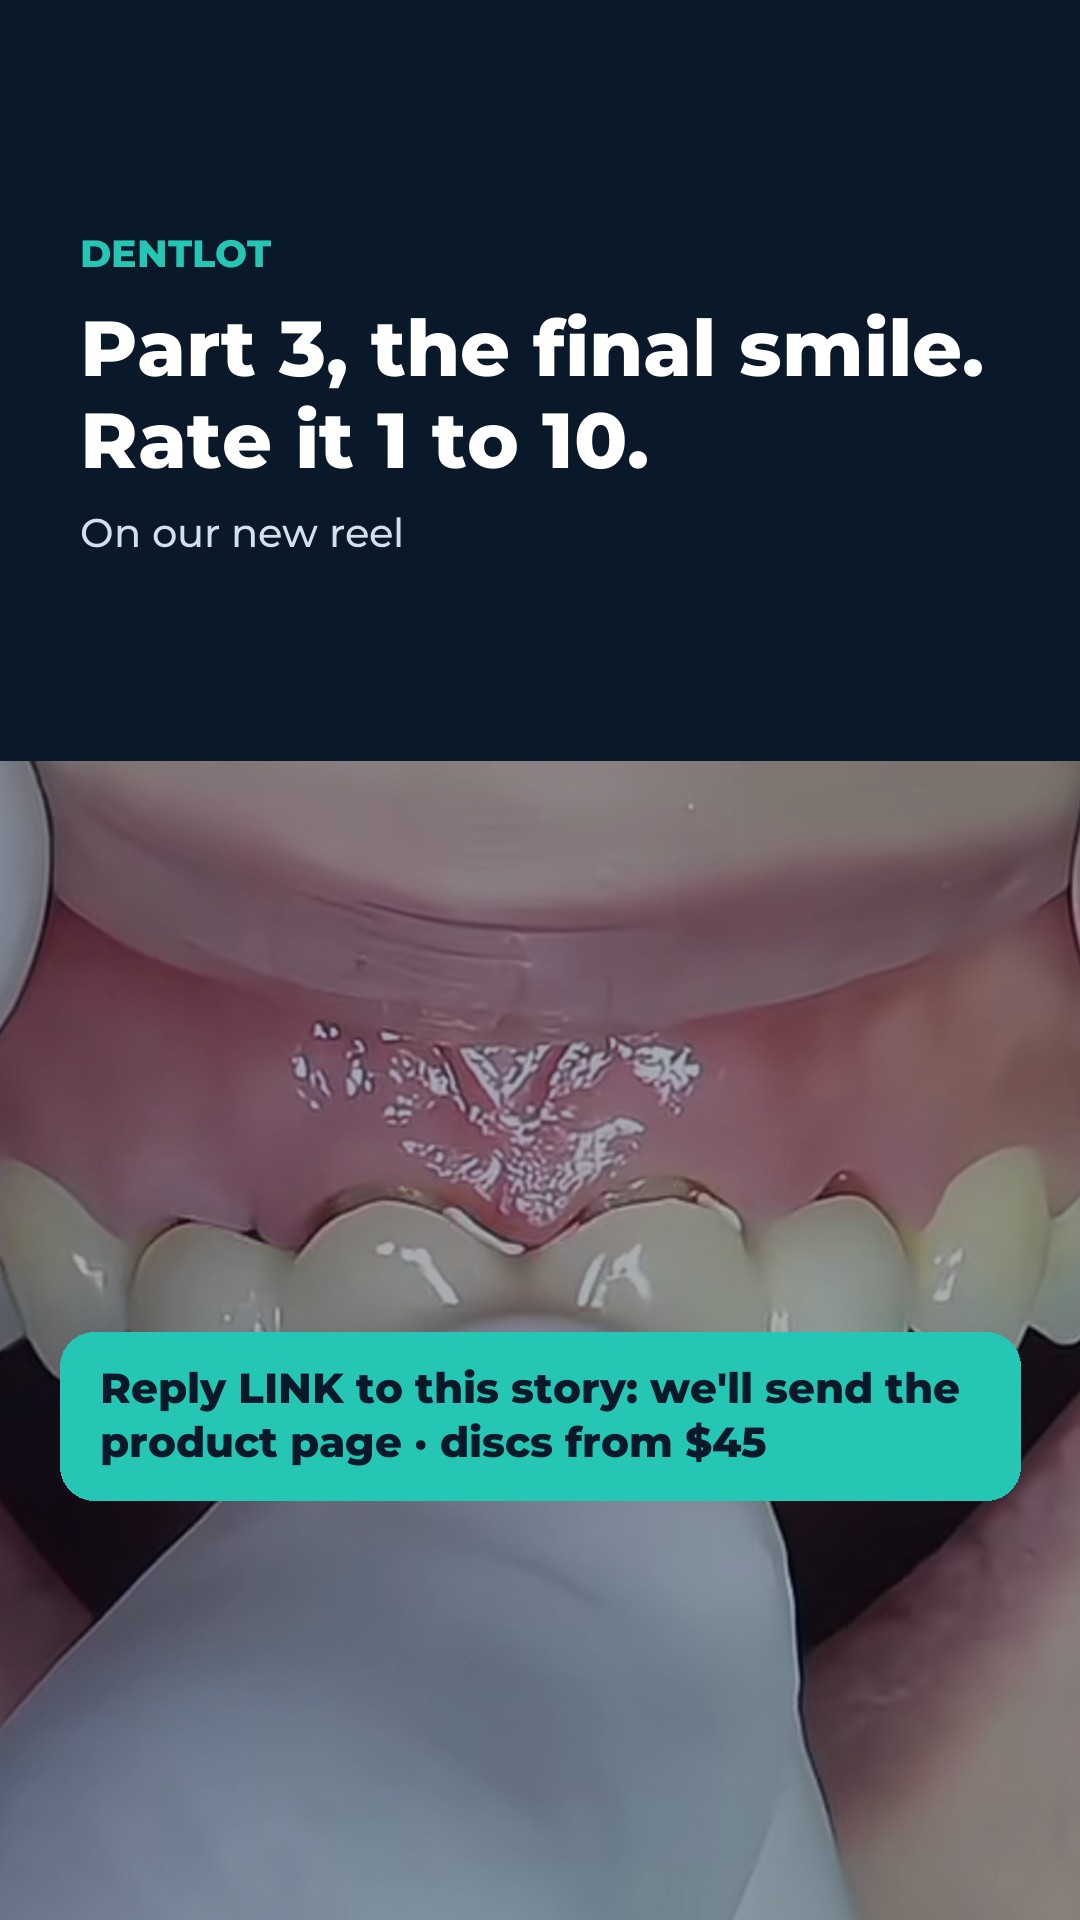 DENTLOT
Part 3, the final smile.
Rate it 1 to 10.
On our new reel
Reply LINK to this story: we'll send the
product page · discs from $45